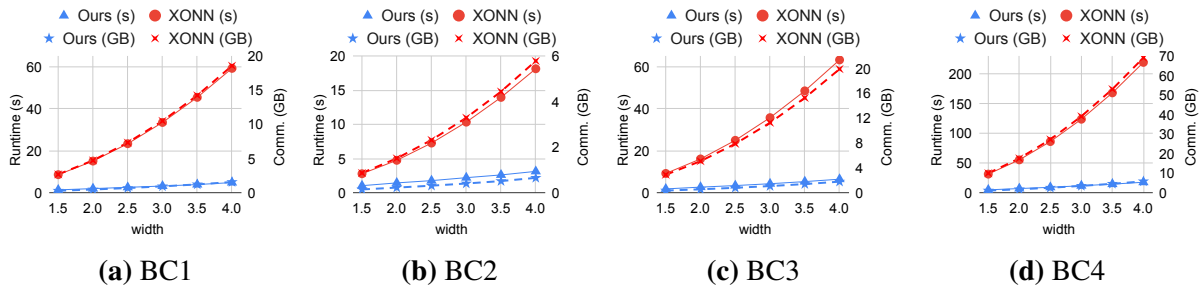 Ours (s) XONN (s)
Ours (GB) XONN (GB)
Runtime (s)
60
40
20
0
20
15
10
5
0
Comm. (GB)
1.5 2.0 2.5 3.0 3.5 4.0
width
(a) BC1
Ours (s) XONN (s)
Ours (GB) XONN (GB)
Runtime (s)
20
15
10
5
0
6
4
2
0
Comm. (GB)
1.5 2.0 2.5 3.0 3.5 4.0
width
(b) BC2
Ours (s) XONN (s)
Ours (GB) XONN (GB)
Runtime (s)
60
40
20
0
20
16
12
8
4
0
Comm. (GB)
1.5 2.0 2.5 3.0 3.5 4.0
width
(c) BC3
Ours (s) XONN (s)
Ours (GB) XONN (GB)
Runtime (s)
200
150
100
50
0
70
60
50
40
30
20
10
0
Comm. (GB)
1.5 2.0 2.5 3.0 3.5 4.0
width
(d) BC4